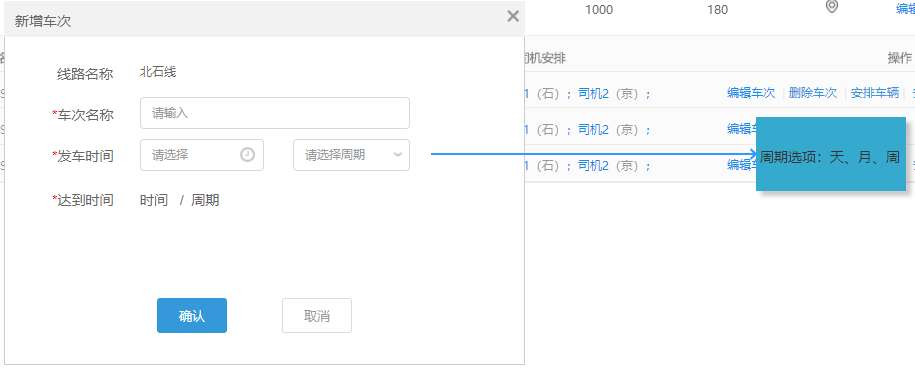 1000 180 编辑
新增车次
司机安排 操作
线路名称 北石线
1（石）；司机2（京）； 编辑车次 | 删除车次 | 安排车辆 |
*车次名称 请输入
1（石）；司机2（京）； 编辑车
*发车时间 请选择 请选择周期
周期选项：天、月、周
1（石）；司机2（京）； 编辑车
*达到时间 时间 / 周期
确认 取消